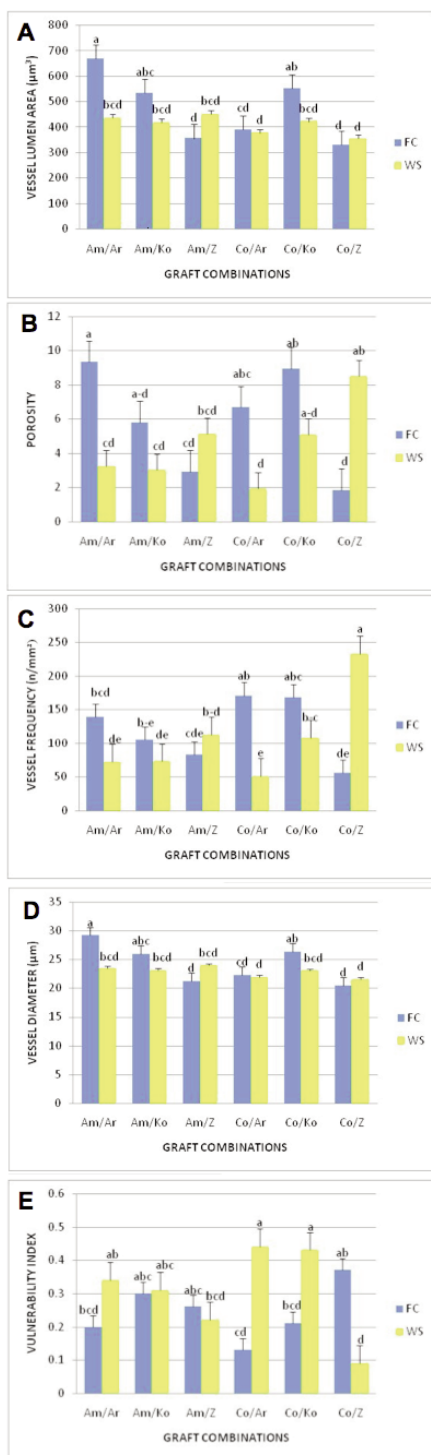 A
VESSEL LUMEN AREA (µm²)
800
700
600
500
400
300
200
100
0
a
bcd
abc
bcd
d
bcd
cd
d
ab
bcd
d
d
FC
WS
Am/Ar Am/Ko Am/Z Co/Ar Co/Ko Co/Z
GRAFT COMBINATIONS
B
POROSITY
12
10
8
6
4
2
0
a
cd
a-d
cd
cd
bcd
abc
d
ab
a-d
d
ab
FC
WS
Am/Ar Am/Ko Am/Z Co/Ar Co/Ko Co/Z
GRAFT COMBINATIONS
C
VESSEL FREQUENCY (n/mm²)
300
250
200
150
100
50
0
bcd
de
b-e
de
cde
b-d
ab
e
abc
b-c
de
a
FC
WS
Am/Ar Am/Ko Am/Z Co/Ar Co/Ko Co/Z
GRAFT COMBINATIONS
D
VESSEL DIAMETER (µm)
35
30
25
20
15
10
5
0
a
bcd
abc
bcd
d
bcd
cd
d
ab
bcd
d
d
FC
WS
Am/Ar Am/Ko Am/Z Co/Ar Co/Ko Co/Z
GRAFT COMBINATIONS
E
VULNERABILITY INDEX
0.6
0.5
0.4
0.3
0.2
0.1
0
bcd
ab
abc
abc
abc
bcd
cd
a
bcd
a
ab
d
FC
WS
Am/Ar Am/Ko Am/Z Co/Ar Co/Ko Co/Z
GRAFT COMBINATIONS